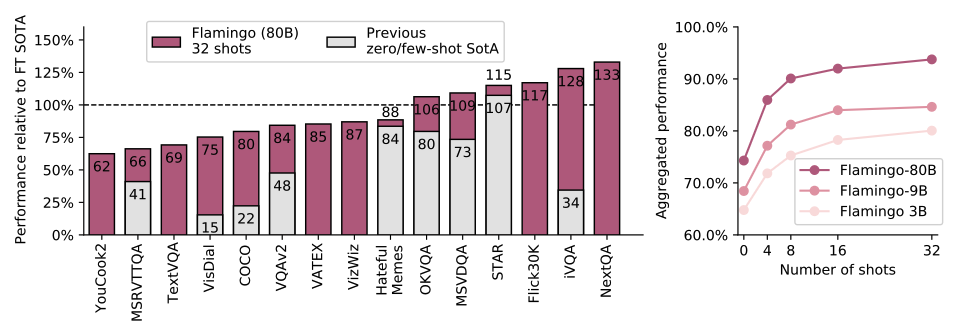 Performance relative to FT SOTA
150%
125%
100%
75%
50%
25%
0%
Flamingo (80B)
32 shots
Previous
zero/few-shot SotA
62
66
41
69
75
15
80
22
84
48
85
87
88
84
106
80
109
73
115
107
117
128
34
133
YouCook2
MSRVTTQA
TextVQA
VisDial
COCO
VQAv2
VATEX
VizWiz
Hateful
Memes
OKVQA
MSVDQA
STAR
Flick30K
iVQA
NextQA
Aggregated performance
100.0%
90.0%
80.0%
70.0%
60.0%
Flamingo-80B
Flamingo-9B
Flamingo 3B
0
4
8
16
32
Number of shots